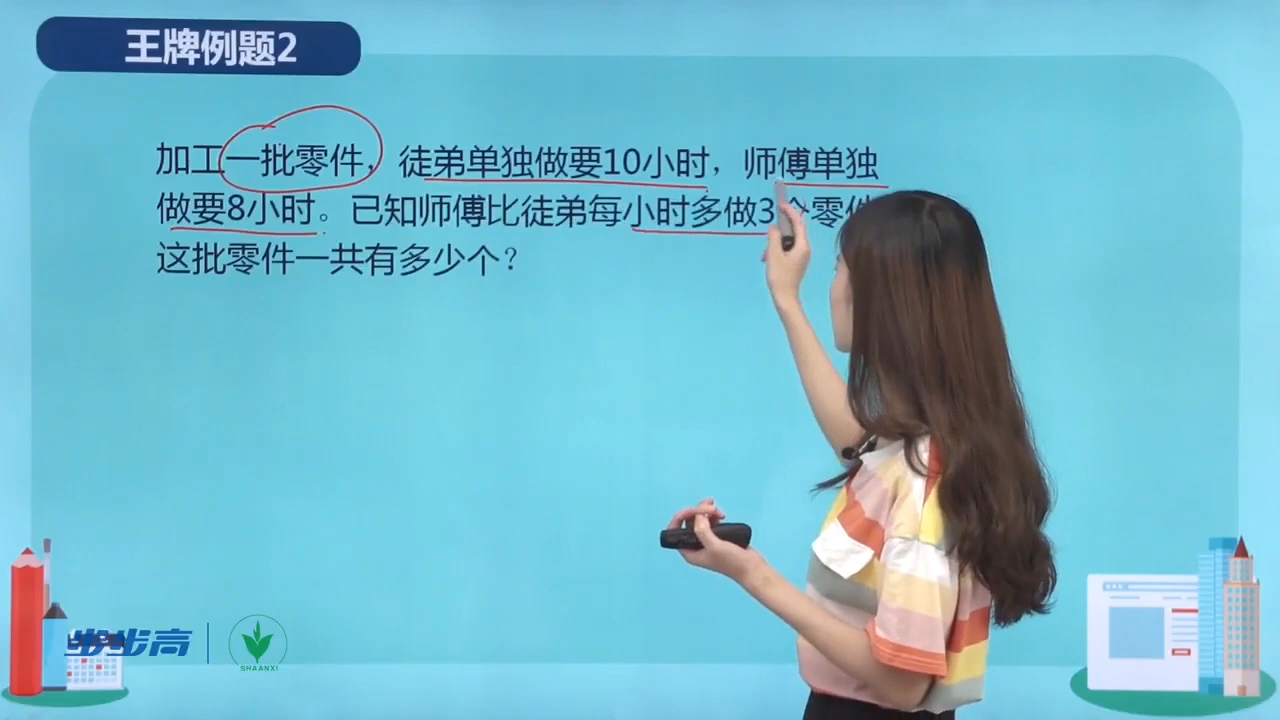 王牌例题2
加工一批零件，徒弟单独做要10小时，师傅单独
做要8小时。已知师傅比徒弟每小时多做3个零件
这批零件一共有多少个？
步步高
SHAANXI